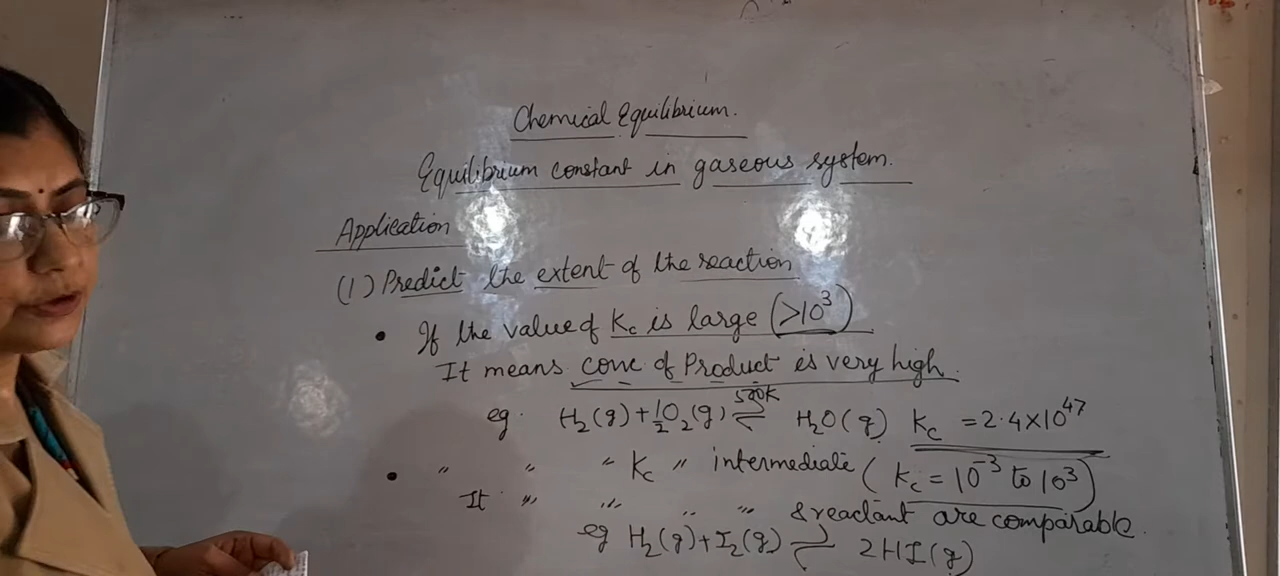 Chemical Equilibrium.
Equilibrium constant in gaseous system.
Application
(1) Predict the extent of the reaction
• If the value of Kc is large (>10³)
It means conc of Product is very high.
eg. H₂(g) + ½O₂(g) ⇌ H₂O(g) Kc = 2.4×10⁴⁷
• " " " Kc " intermediate (Kc = 10⁻³ to 10³)
It " " " " & reactant are comparable.
eg H₂(g) + I₂(g) ⇌ 2HI(g)